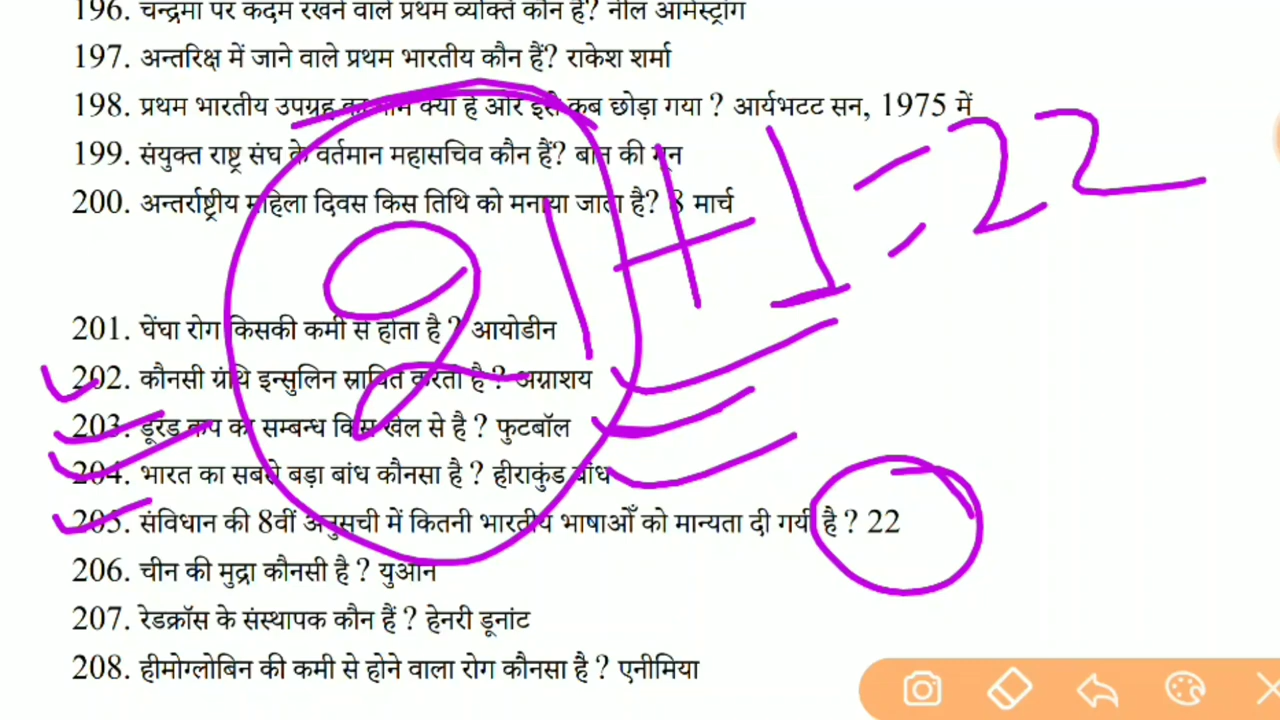 196. चन्द्रमा पर कदम रखने वाले प्रथम व्यक्ति कौन हैं? नील आर्मस्ट्रांग
197. अन्तरिक्ष में जाने वाले प्रथम भारतीय कौन हैं? राकेश शर्मा
198. प्रथम भारतीय उपग्रह का नाम क्या है और इसे कब छोड़ा गया ? आर्यभटट सन, 1975 में
199. संयुक्त राष्ट्र संघ के वर्तमान महासचिव कौन हैं? बान की मून
200. अन्तर्राष्ट्रीय महिला दिवस किस तिथि को मनाया जाता है? 8 मार्च
21+1=22
201. घेंघा रोग किसकी कमी से होता है ? आयोडीन
202. कौनसी ग्रंथि इन्सुलिन स्रावित करती है ? अग्नाशय
203. डूरंड कप का सम्बन्ध किस खेल से है ? फुटबॉल
204. भारत का सबसे बड़ा बांध कौनसा है ? हीराकुंड बांध
205. संविधान की 8वीं अनुसूची में कितनी भारतीय भाषाओँ को मान्यता दी गयी है ? 22
206. चीन की मुद्रा कौनसी है ? युआन
207. रेडक्रॉस के संस्थापक कौन हैं ? हेनरी डूनांट
208. हीमोग्लोबिन की कमी से होने वाला रोग कौनसा है ? एनीमिया